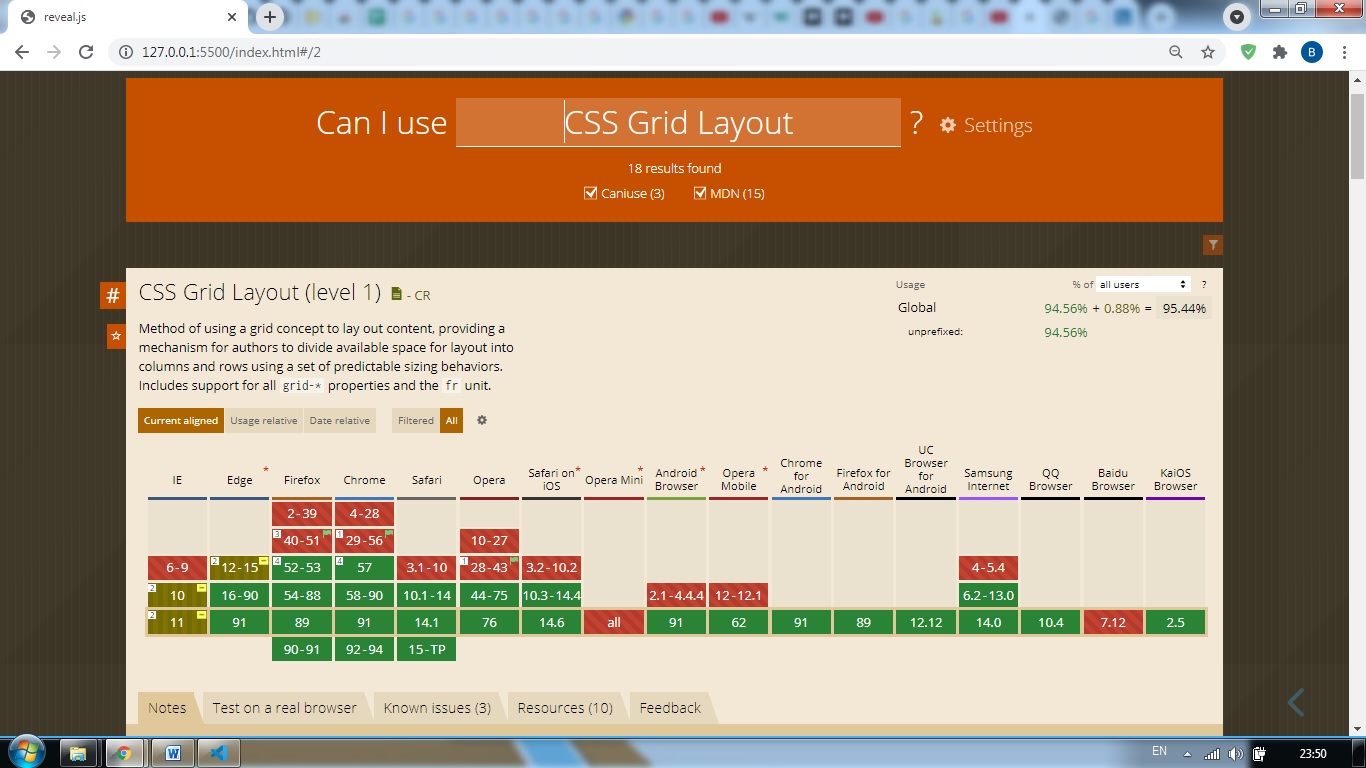 reveal.js
127.0.0.1:5500/index.html#/2
B
Can I use CSS Grid Layout ? Settings
18 results found
Caniuse (3) MDN (15)
# CSS Grid Layout (level 1) - CR
Usage % of all users ?
Global 94.56% + 0.88% = 95.44%
unprefixed: 94.56%
Method of using a grid concept to lay out content, providing a
mechanism for authors to divide available space for layout into
columns and rows using a set of predictable sizing behaviors.
Includes support for all grid-* properties and the fr unit.
Current aligned Usage relative Date relative Filtered All
IE Edge * Firefox Chrome Safari Opera Safari on iOS * Opera Mini * Android Browser * Opera Mobile * Chrome for Android Firefox for Android UC Browser for Android Samsung Internet QQ Browser Baidu Browser KaiOS Browser
2-39 4-28
3 40-51 1 29-56 10-27
6-9 2 12-15 4 52-53 4 57 3.1-10 1 28-43 3.2-10.2 4-5.4
2 10 16-90 54-88 58-90 10.1-14 44-75 10.3-14.4 2.1-4.4.4 12-12.1 6.2-13.0
2 11 91 89 91 14.1 76 14.6 all 91 62 91 89 12.12 14.0 10.4 7.12 2.5
90-91 92-94 15-TP
Notes Test on a real browser Known issues (3) Resources (10) Feedback
EN 23:50